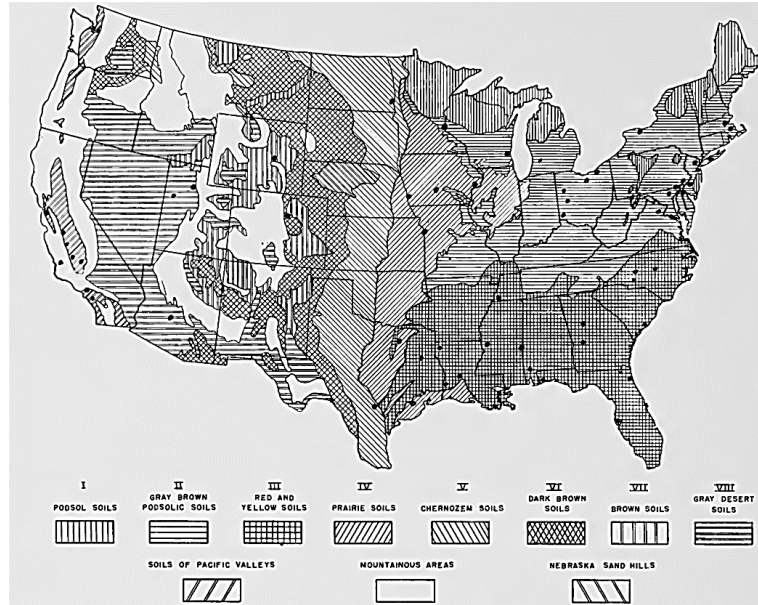 I
PODSOL SOILS
II
GRAY BROWN
PODSOLIC SOILS
III
RED AND
YELLOW SOILS
IV
PRAIRIE SOILS
V
CHERNOZEM SOILS
VI
DARK BROWN
SOILS
VII
BROWN SOILS
VIII
GRAY DESERT
SOILS
SOILS OF PACIFIC VALLEYS
MOUNTAINOUS AREAS
NEBRASKA SAND HILLS